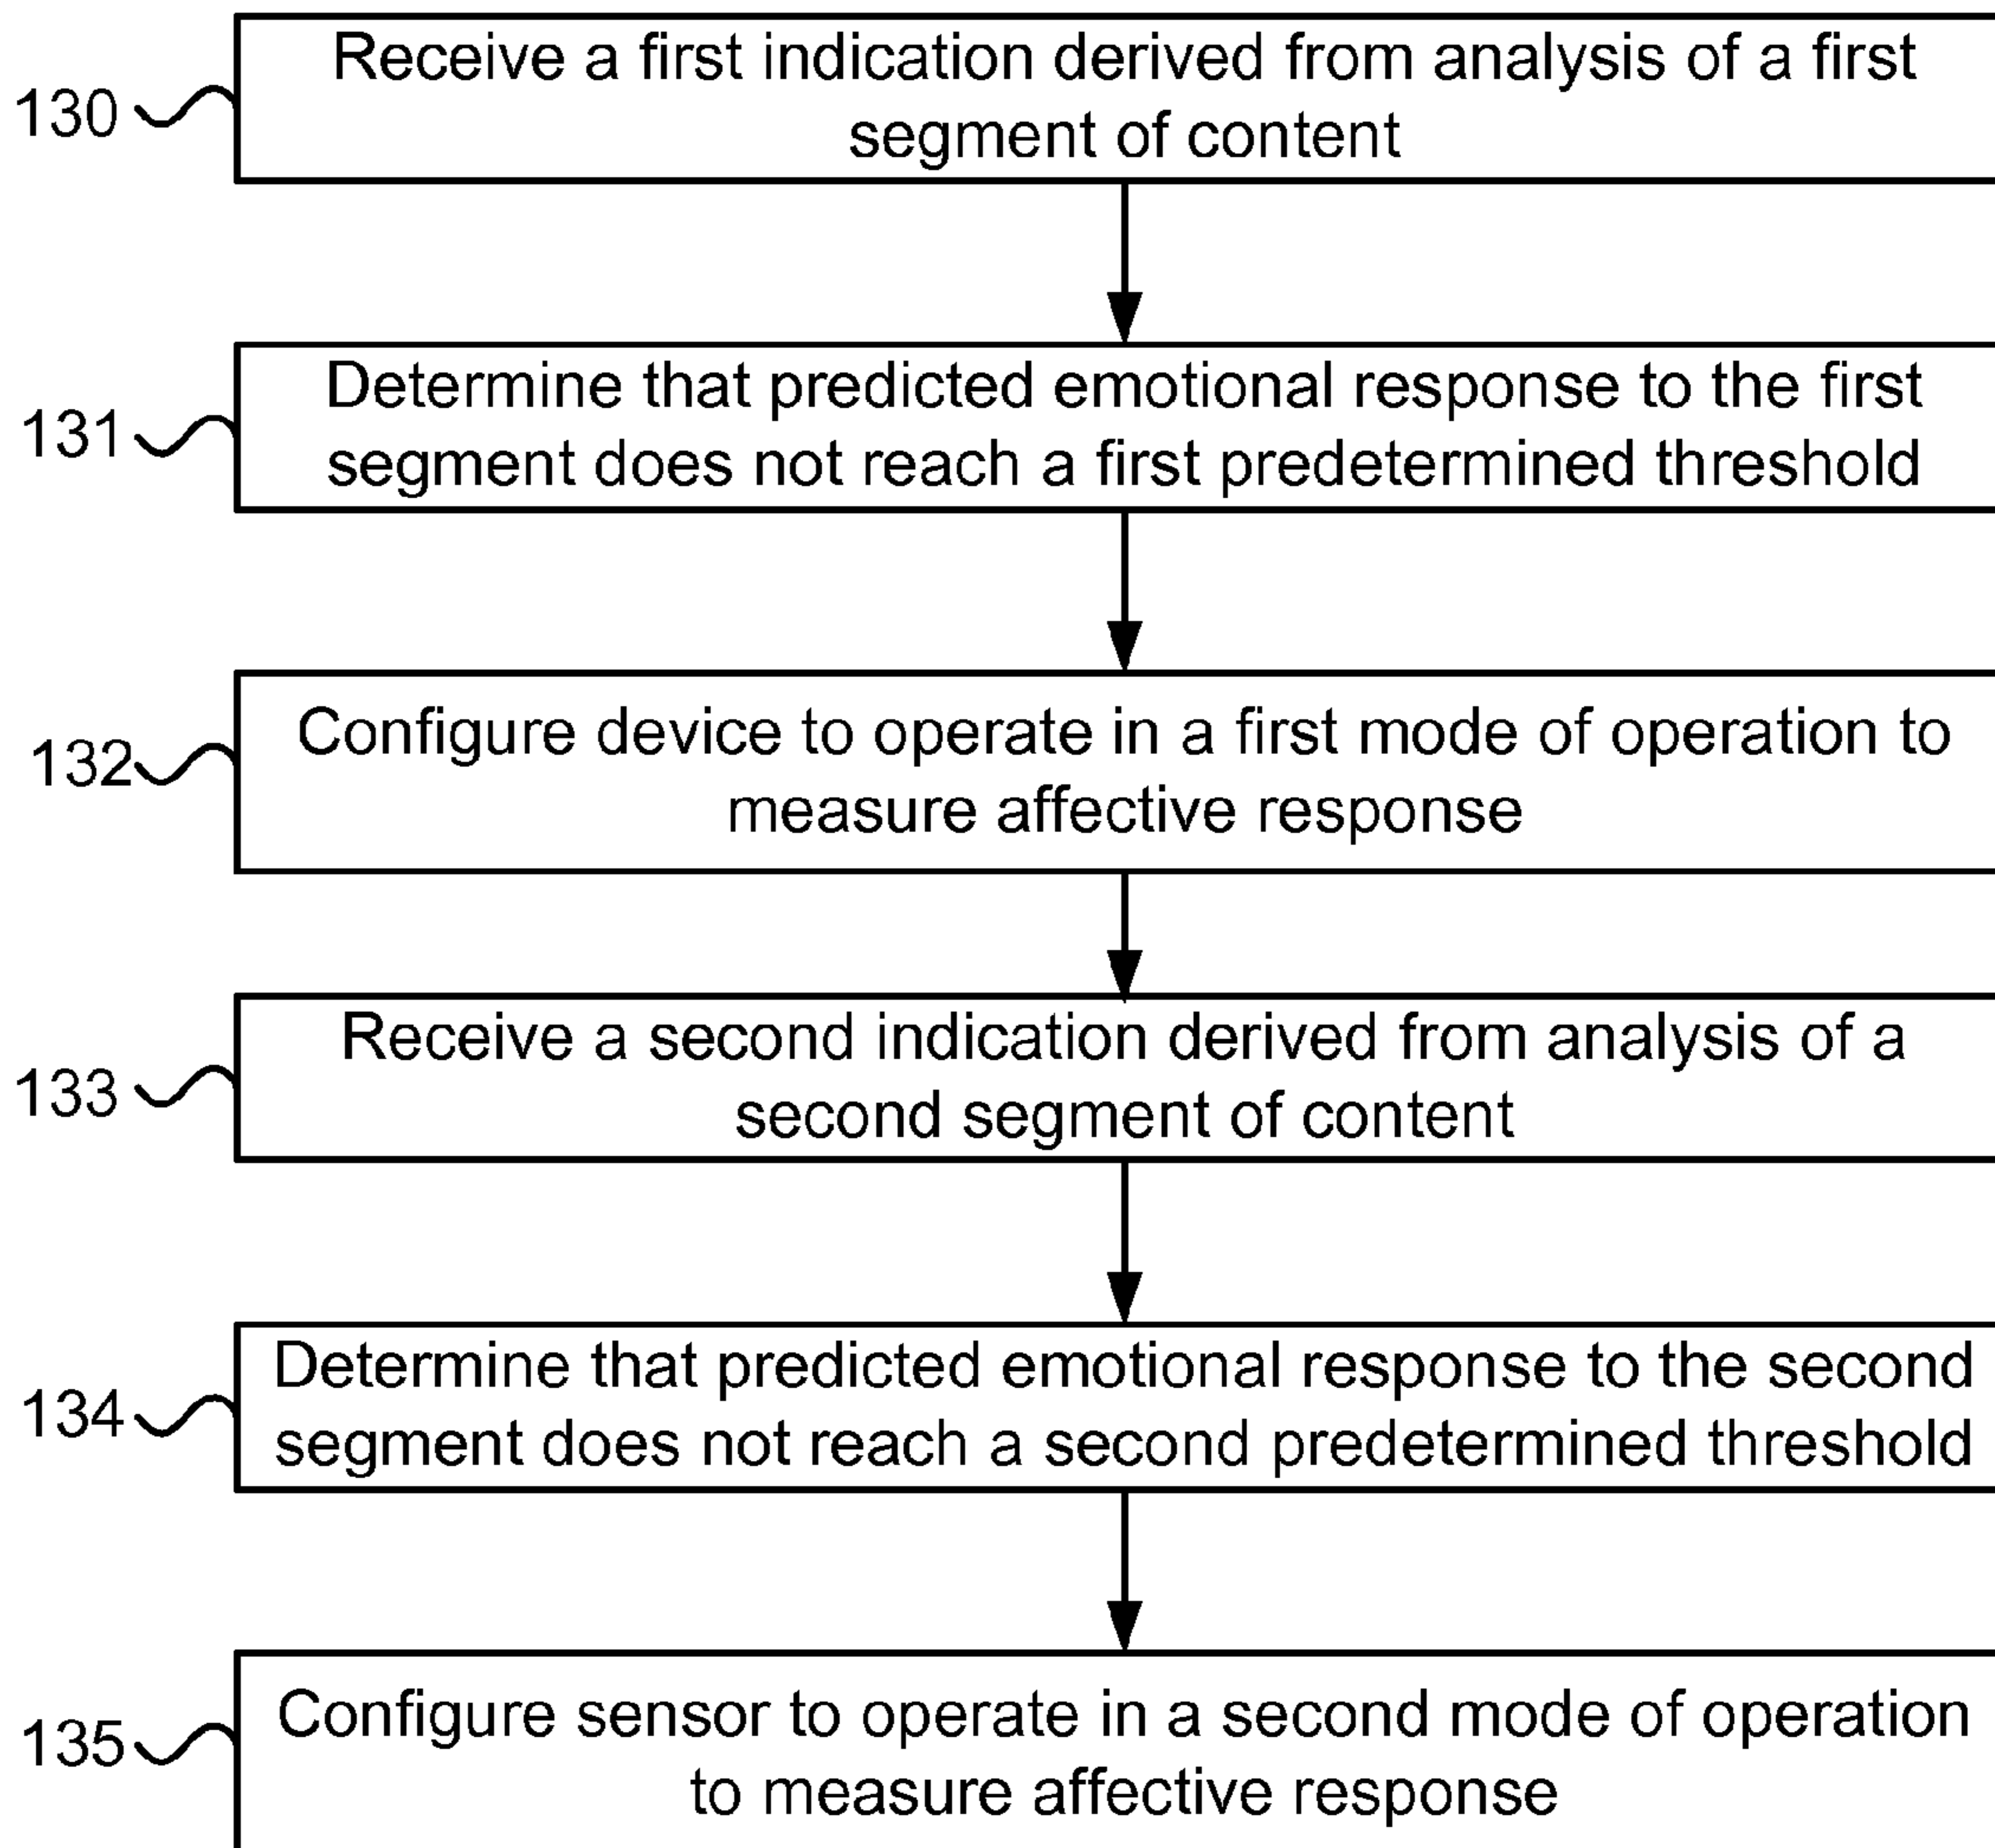 130
Receive a first indication derived from analysis of a first
segment of content
131
Determine that predicted emotional response to the first
segment does not reach a first predetermined threshold
132
Configure device to operate in a first mode of operation to
measure affective response
133
Receive a second indication derived from analysis of a
second segment of content
134
Determine that predicted emotional response to the second
segment does not reach a second predetermined threshold
135
Configure sensor to operate in a second mode of operation
to measure affective response